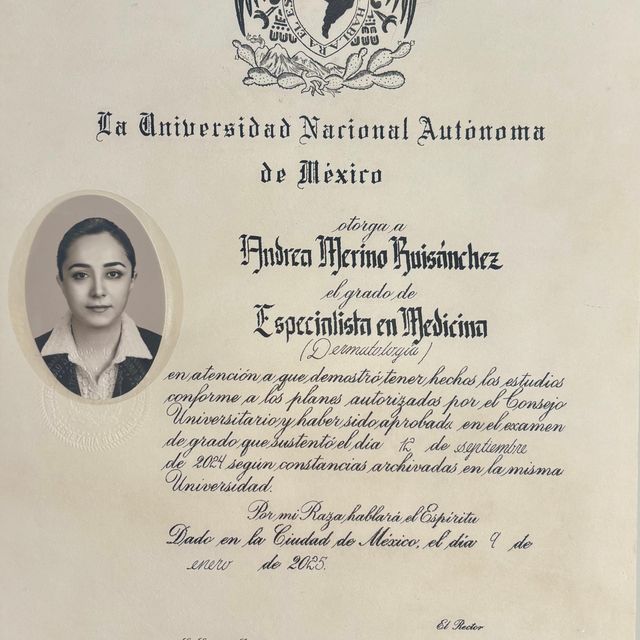 HABLARA EL ES
La Universidad Nacional Autónoma
de México
otorga a
Andrea Merino Ruisánchez
el grado de
Especialista en Medicina
(Dermatología)
en atención a que demostró tener hechos los estudios
conforme a los planes autorizados por el Consejo
Universitario y haber sido aprobada en el examen
de grado que sustentó el día 12 de septiembre
de 2024 según constancias archivadas en la misma
Universidad.
Por mi Raza hablará el Espíritu
Dado en la Ciudad de México, el día 9 de
enero de 2025.
El Rector